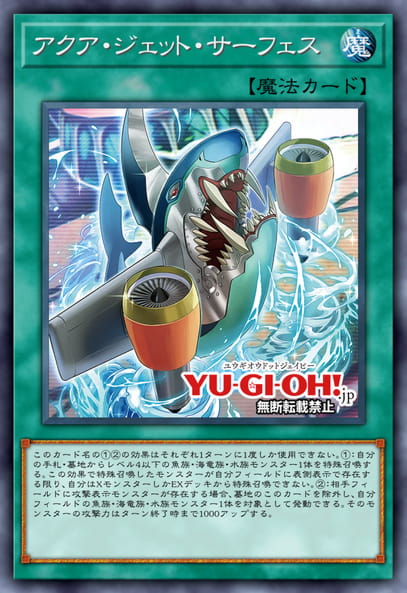 アクア・ジェット・サーフェス
魔
【魔法カード】
ユウギオウドットジェイピー
YU-GI-OH!.jp
無断転載禁止
このカード名の①②の効果はそれぞれ1ターンに1度しか使用できない。①:自分
の手札・墓地からレベル4以下の魚族・海竜族・水族モンスター1体を特殊召喚す
る。この効果で特殊召喚したモンスターが自分フィールドに表側表示で存在す
る限り、自分はXモンスターしかEXデッキから特殊召喚できない。②:相手フィ
ールドに攻撃表示モンスターが存在する場合、墓地のこのカードを除外し、自分
フィールドの魚族・海竜族・水族モンスター1体を対象として発動できる。そのモ
ンスターの攻撃力はターン終了時まで1000アップする。